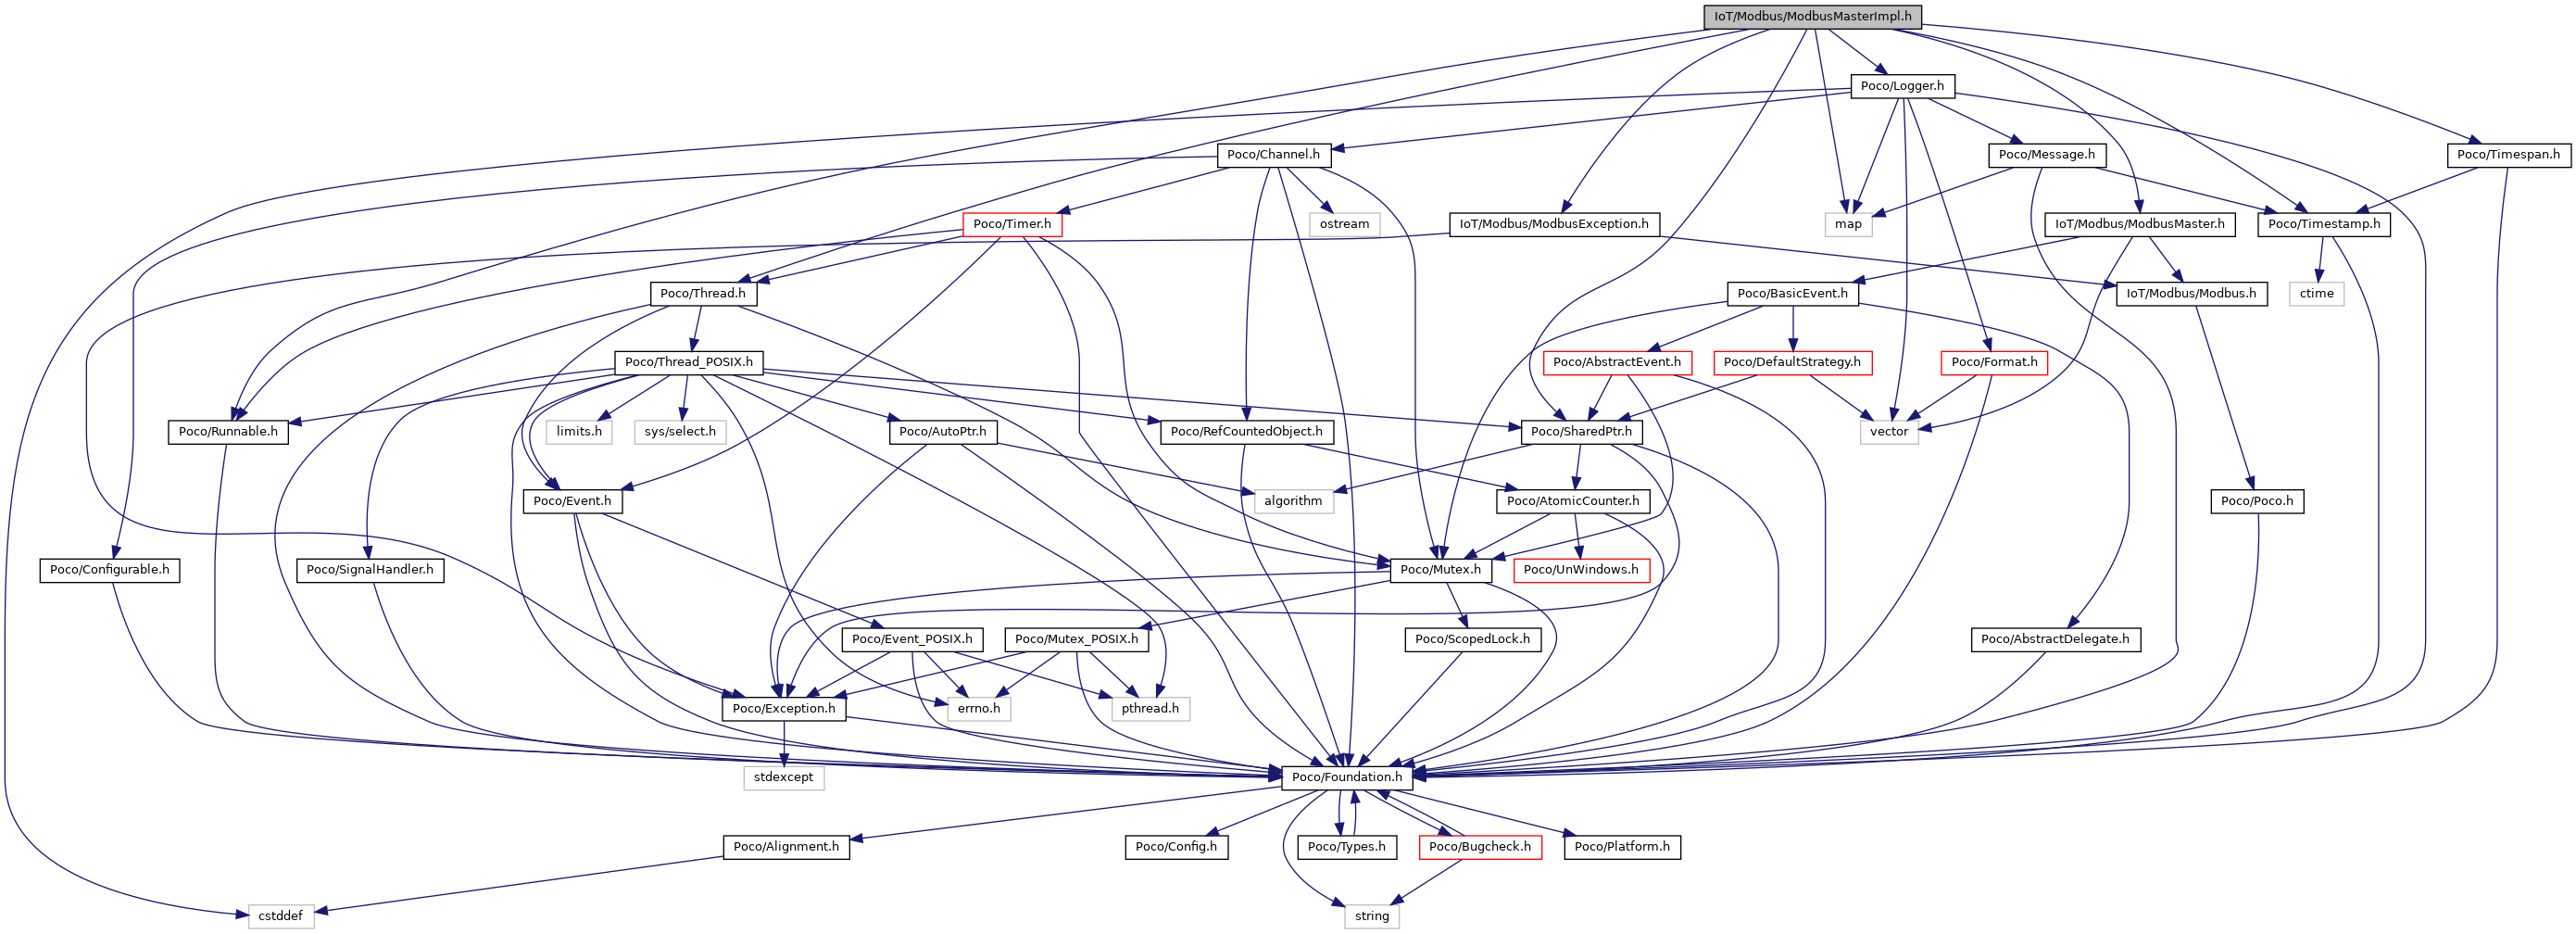 IoT/Modbus/ModbusMasterImpl.h
Poco/Logger.h
Poco/Channel.h
Poco/Message.h
Poco/Timespan.h
Poco/Timer.h
ostream
IoT/Modbus/ModbusException.h
map
IoT/Modbus/ModbusMaster.h
Poco/Timestamp.h
Poco/Thread.h
Poco/BasicEvent.h
IoT/Modbus/Modbus.h
ctime
Poco/Thread_POSIX.h
Poco/AbstractEvent.h
Poco/DefaultStrategy.h
Poco/Format.h
Poco/Runnable.h
limits.h
sys/select.h
Poco/AutoPtr.h
Poco/RefCountedObject.h
Poco/SharedPtr.h
vector
Poco/Event.h
algorithm
Poco/AtomicCounter.h
Poco/Poco.h
Poco/Configurable.h
Poco/SignalHandler.h
Poco/Mutex.h
Poco/UnWindows.h
Poco/Event_POSIX.h
Poco/Mutex_POSIX.h
Poco/ScopedLock.h
Poco/AbstractDelegate.h
Poco/Exception.h
errno.h
pthread.h
stdexcept
Poco/Foundation.h
Poco/Alignment.h
Poco/Config.h
Poco/Types.h
Poco/Bugcheck.h
Poco/Platform.h
cstddef
string